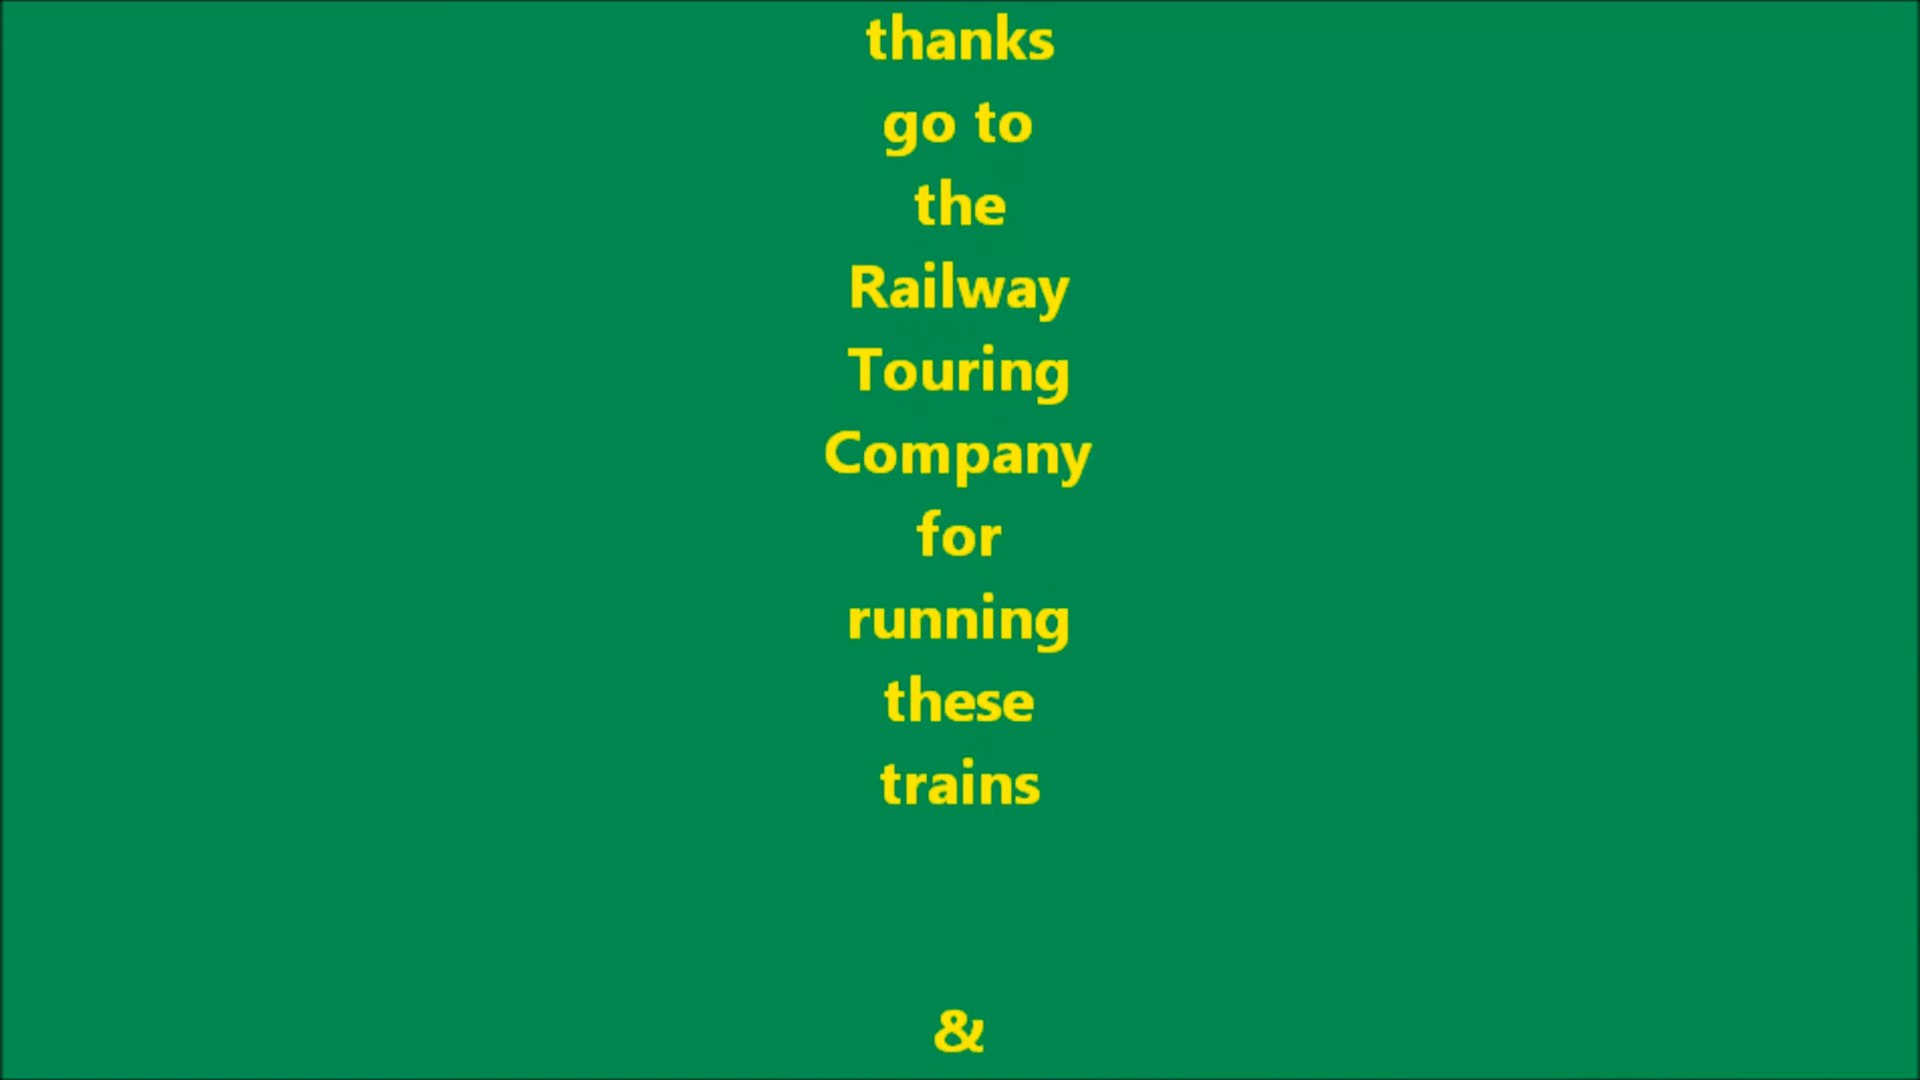 thanks
go to
the
Railway
Touring
Company
for
running
these
trains
&